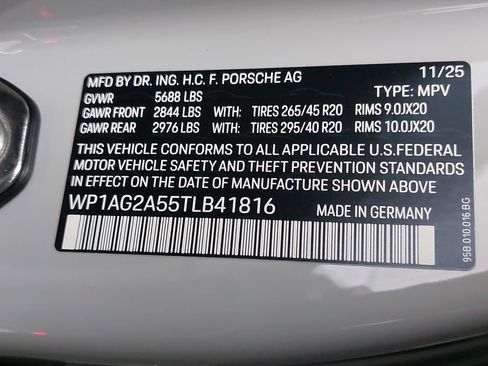 MFD BY DR. ING. H.C. F. PORSCHE AG 11/25
GVWR 5688 LBS TYPE: MPV
GAWR FRONT 2844 LBS WITH: TIRES 265/45 R20 RIMS 9.0JX20
GAWR REAR 2976 LBS WITH: TIRES 295/40 R20 RIMS 10.0JX20
THIS VEHICLE CONFORMS TO ALL APPLICABLE U.S.FEDERAL
MOTOR VEHICLE SAFETY AND THEFT PREVENTION STANDARDS
IN EFFECT ON THE DATE OF MANUFACTURE SHOWN ABOVE
WP1AG2A55TLB41816 MADE IN GERMANY
95B.010.016.BG